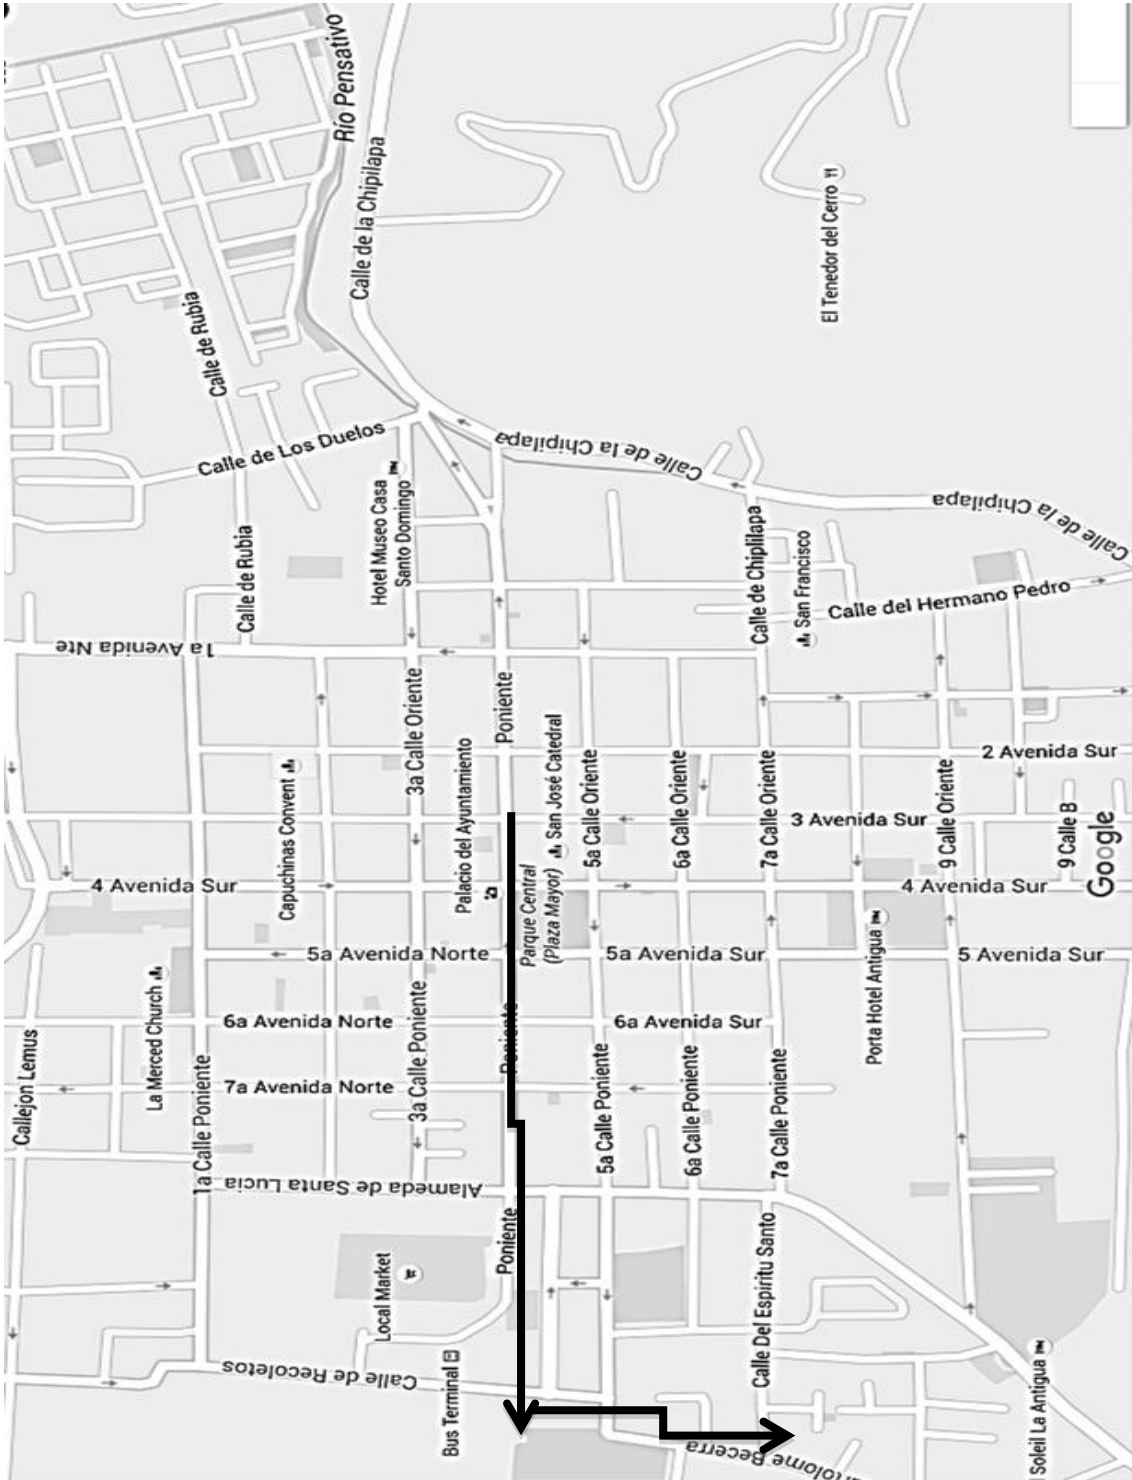 Río Pensativo
Calle de la Chipilapa
El Tenedor del Cerro
Calle de Rubia
Calle de Los Duelos
Calle de la Chipilapa
Calle de la Chipilapa
Calle de la Chipilapa
Hotel Museo Casa
Santo Domingo
Calle de Rubia
Calle de Chiplilapa
San Francisco
Calle del Hermano Pedro
1a Avenida Nte
3a Calle Oriente
Poniente
2 Avenida Sur
Capuchinas Convent
Palacio del Ayuntamiento
San José Catedral
5a Calle Oriente
6a Calle Oriente
7a Calle Oriente
3 Avenida Sur
9 Calle Oriente
9 Calle B
Google
4 Avenida Sur
4 Avenida Sur
Parque Central
(Plaza Mayor)
Porta Hotel Antigua
5a Avenida Norte
5a Avenida Sur
5 Avenida Sur
La Merced Church
6a Avenida Norte
6a Avenida Sur
3a Calle Poniente
Poniente
Callejon Lemus
7a Avenida Norte
1a Calle Poniente
5a Calle Poniente
6a Calle Poniente
7a Calle Poniente
Alameda de Santa Lucia
Poniente
Local Market
Calle Del Espiritu Santo
Calle de Recoletos
Bus Terminal
Soleil La Antigua
Becerra